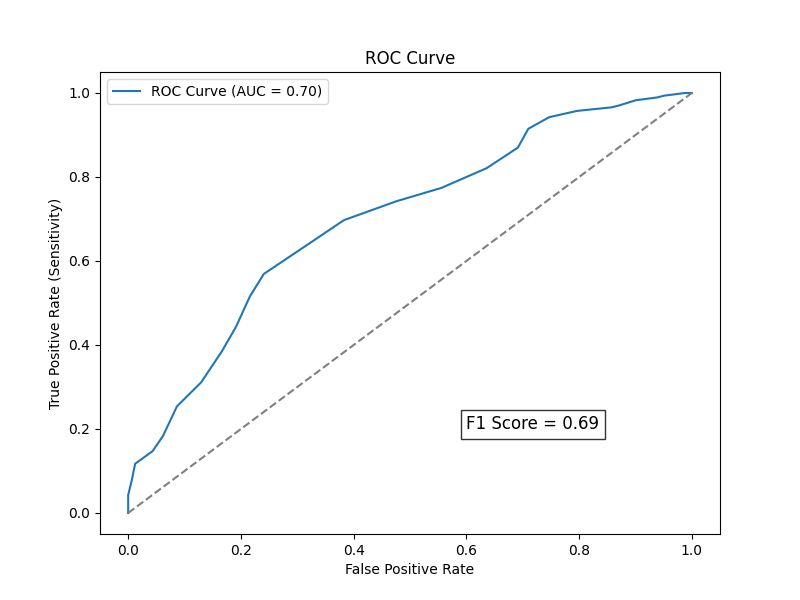 ROC Curve
ROC Curve (AUC = 0.70)
1.0
0.8
0.6
0.4
0.2
0.0
True Positive Rate (Sensitivity)
F1 Score = 0.69
0.0 0.2 0.4 0.6 0.8 1.0
False Positive Rate